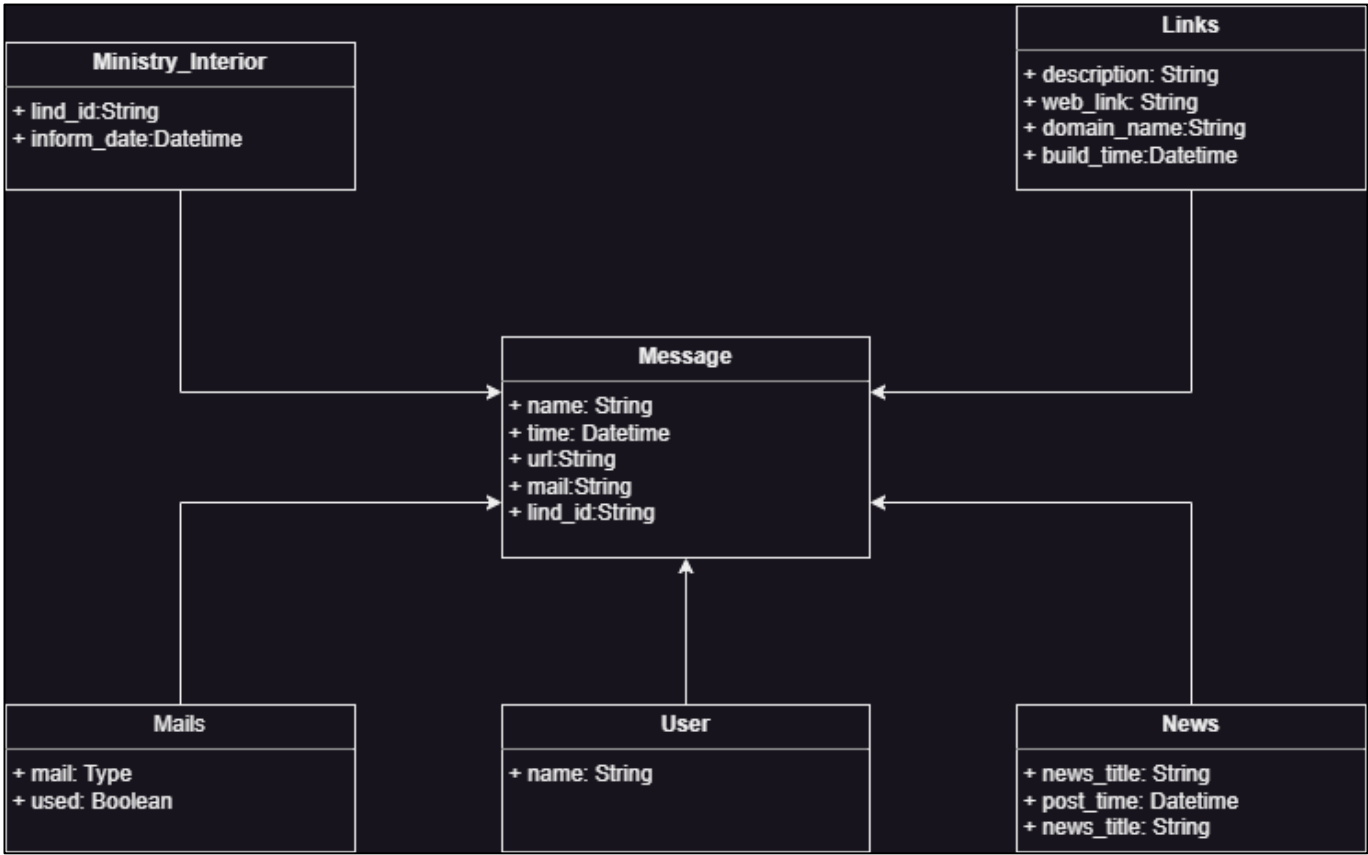 Ministry_Interior
+ lind_id:String
+ inform_date:Datetime
Links
+ description: String
+ web_link: String
+ domain_name:String
+ build_time:Datetime
Message
+ name: String
+ time: Datetime
+ url:String
+ mail:String
+ lind_id:String
Mails
+ mail: Type
+ used: Boolean
User
+ name: String
News
+ news_title: String
+ post_time: Datetime
+ news_title: String